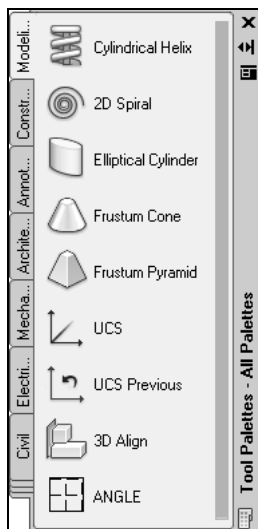 Modeli...
Constr...
Annot...
Archite...
Mecha...
Electri...
Civil
Cylindrical Helix
2D Spiral
Elliptical Cylinder
Frustum Cone
Frustum Pyramid
UCS
UCS Previous
3D Align
ANGLE
Tool Palettes - All Palettes